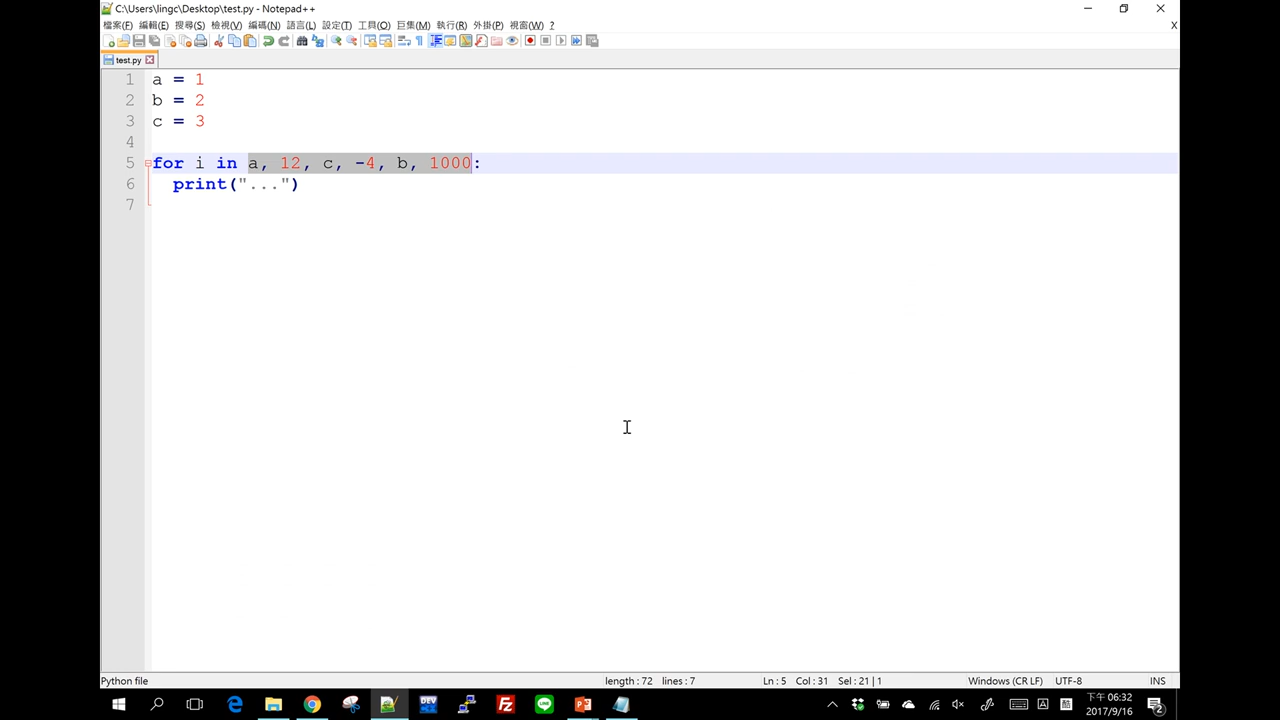 C:\Users\lingc\Desktop\test.py - Notepad++
檔案(F) 編輯(E) 搜尋(S) 檢視(V) 編碼(N) 語言(L) 設定(T) 工具(O) 巨集(M) 執行(R) 外掛(P) 視窗(W) ? X
test.py
1 a = 1
2 b = 2
3 c = 3
4
5 for i in a, 12, c, -4, b, 1000:
6 print("...")
7
Python file length : 72 lines : 7 Ln : 5 Col : 31 Sel : 21 | 1 Windows (CR LF) UTF-8 INS
下午 06:32
2017/9/16